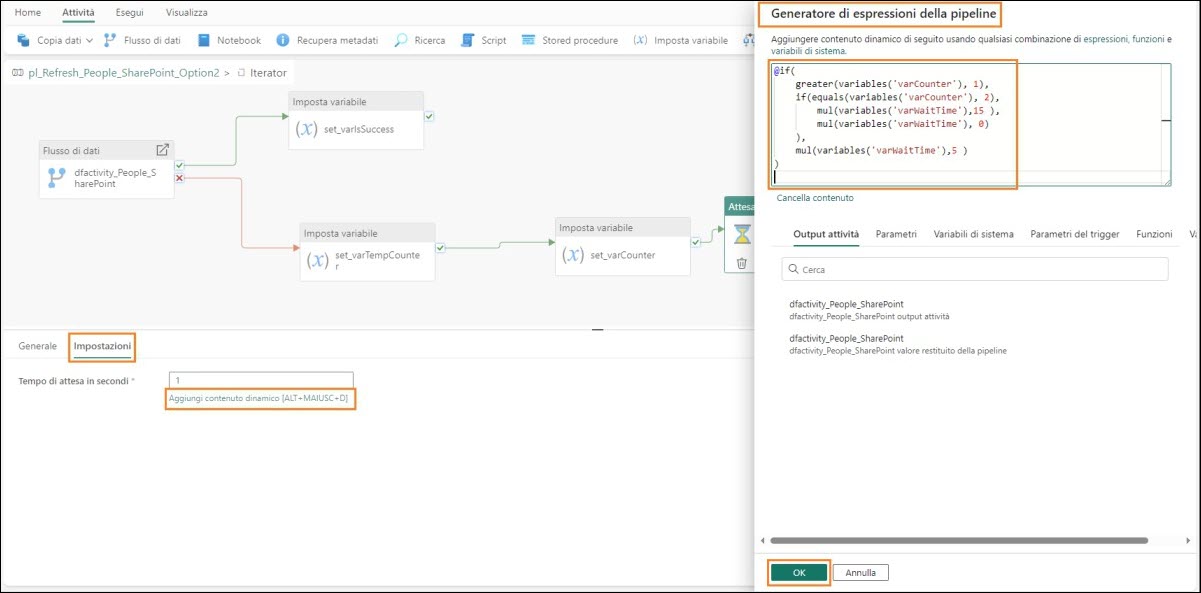 Home Attività Esegui Visualizza
Copia dati Flusso di dati Notebook Recupera metadati Ricerca Script Stored procedure (x) Imposta variabile
pl_Refresh_People_SharePoint_Option2 > Iterator
Imposta variabile
(x) set_varIsSuccess
Flusso di dati
dfactivity_People_S
harePoint
Imposta variabile
(x) set_varTempCounte
r
Imposta variabile
(x) set_varCounter
Attesa
Generale Impostazioni
Tempo di attesa in secondi *
1
Aggiungi contenuto dinamico [ALT+MAIUSC+D]
Generatore di espressioni della pipeline
Aggiungere contenuto dinamico di seguito usando qualsiasi combinazione di espressioni, funzioni e
variabili di sistema.
@if(
greater(variables('varCounter'), 1),
if(equals(variables('varCounter'), 2),
mul(variables('varWaitTime'),15 ),
mul(variables('varWaitTime'), 0)
),
mul(variables('varWaitTime'),5 )
)
Cancella contenuto
Output attività Parametri Variabili di sistema Parametri del trigger Funzioni
Cerca
dfactivity_People_SharePoint
dfactivity_People_SharePoint output attività
dfactivity_People_SharePoint
dfactivity_People_SharePoint valore restituito della pipeline
OK Annulla